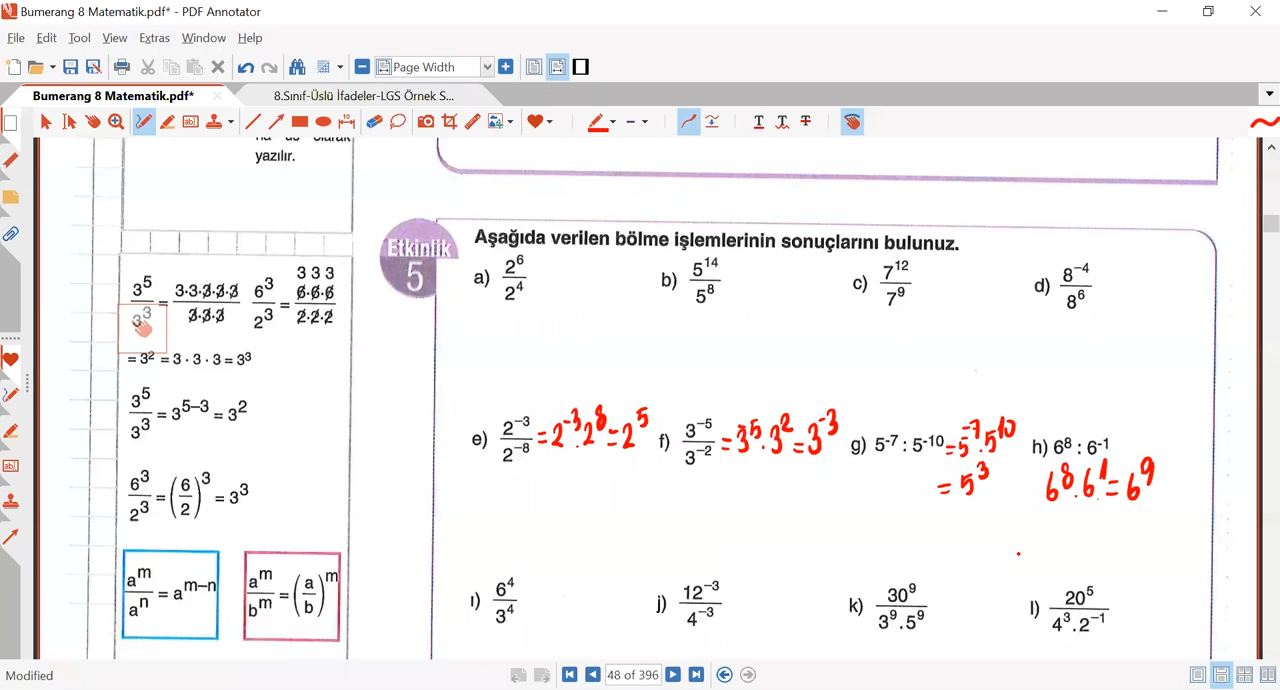 Bumerang 8 Matematik.pdf* - PDF Annotator
File Edit Tool View Extras Window Help
Page Width
Bumerang 8 Matematik.pdf*
8.Sınıf-Üslü İfadeler-LGS Örnek S...
yazılır.
Etkinlik 5
Aşağıda verilen bölme işlemlerinin sonuçlarını bulunuz.
a) 2^6/2^4 b) 5^14/5^8 c) 7^12/7^9 d) 8^-4/8^6
3^5/3^3 = 3·3·3·3·3/3·3·3 6^3/2^3 = 3 3 3 6·6·6/2·2·2
= 3^2 = 3 · 3 · 3 = 3^3
3^5/3^3 = 3^5–3 = 3^2
e) 2^-3/2^-8 = 2^-3 . 2^8 = 2^5 f) 3^-5/3^-2 = 3^-5 . 3^2 = 3^-3 g) 5^-7 : 5^-10 = 5^-7 . 5^10 h) 6^8 : 6^-1
= 5^3 6^8 . 6^1 = 6^9
6^3/2^3 = (6/2)^3 = 3^3
a^m/a^n = a^m–n a^m/b^m = (a/b)^m
ı) 6^4/3^4 j) 12^-3/4^-3 k) 30^9/3^9 . 5^9 l) 20^5/4^3 . 2^-1
Modified
48 of 396